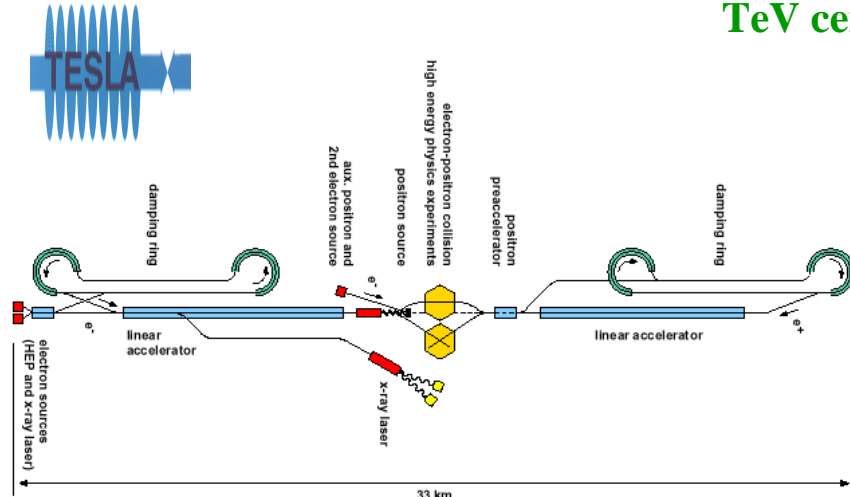 TeV ce
TESLA
damping ring
aux. positron and
2nd electron source
positron source
high energy physics experiments
electron-positron collision
positron
preaccelerator
damping ring
e-
e-
linear
accelerator
linear accelerator
e+
electron sources
(HEP and x-ray laser)
x-ray laser
33 km